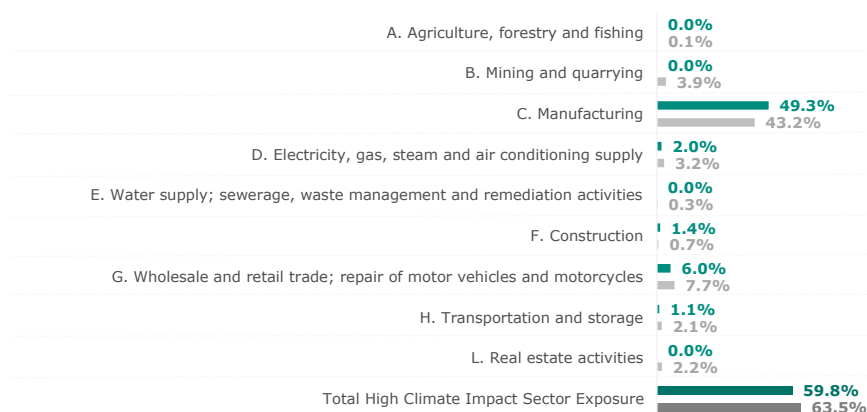 A. Agriculture, forestry and fishing
0.0%
0.1%
B. Mining and quarrying
0.0%
3.9%
C. Manufacturing
49.3%
43.2%
D. Electricity, gas, steam and air conditioning supply
2.0%
3.2%
E. Water supply; sewerage, waste management and remediation activities
0.0%
0.3%
F. Construction
1.4%
0.7%
G. Wholesale and retail trade; repair of motor vehicles and motorcycles
6.0%
7.7%
H. Transportation and storage
1.1%
2.1%
L. Real estate activities
0.0%
2.2%
Total High Climate Impact Sector Exposure
59.8%
63.5%